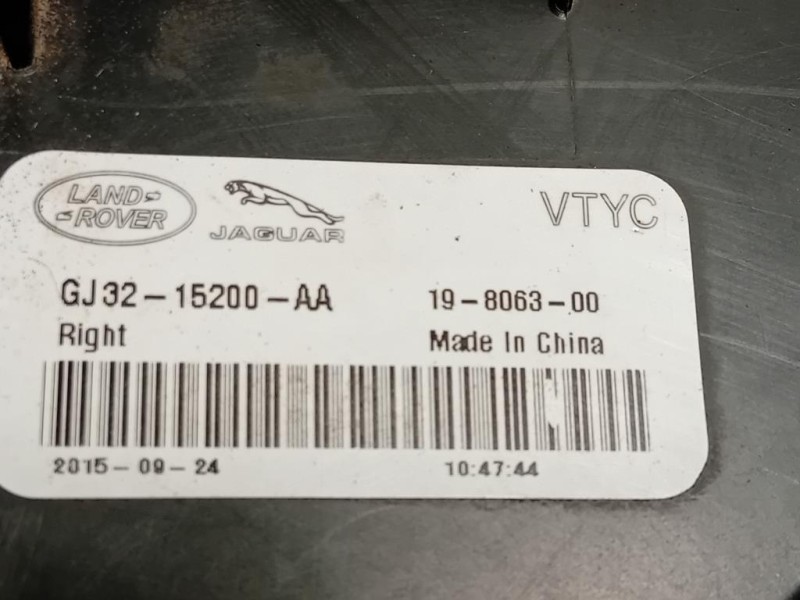 LAND
ROVER
JAGUAR
VTYC
GJ32-15200-AA
19-8063-00
Right
Made In China
2015-09-24
10:47:44